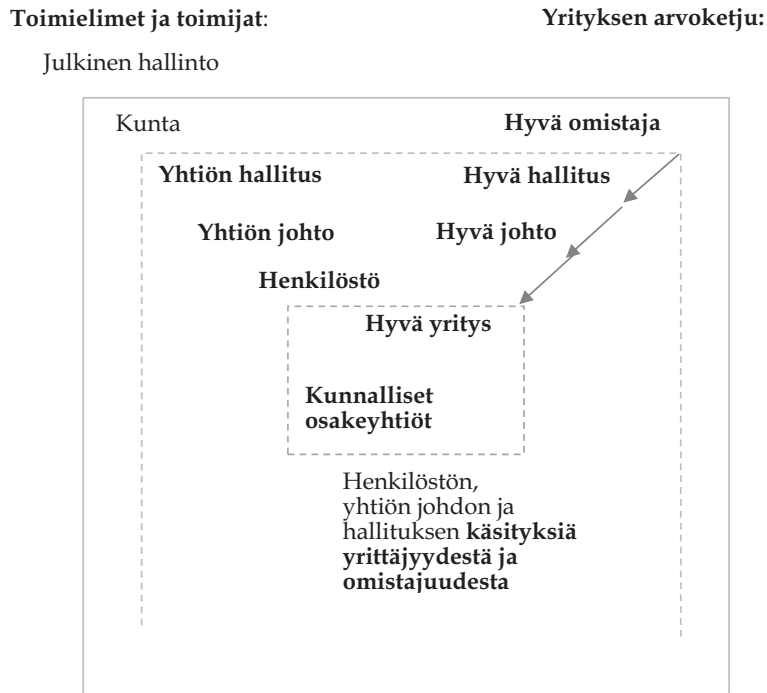 Toimielimet ja toimijat: Yrityksen arvoketju:
Julkinen hallinto
Kunta Hyvä omistaja
Yhtiön hallitus Hyvä hallitus
Yhtiön johto Hyvä johto
Henkilöstö
Hyvä yritys
Kunnalliset
osakeyhtiöt
Henkilöstön,
yhtiön johdon ja
hallituksen käsityksiä
yrittäjyydestä ja
omistajuudesta